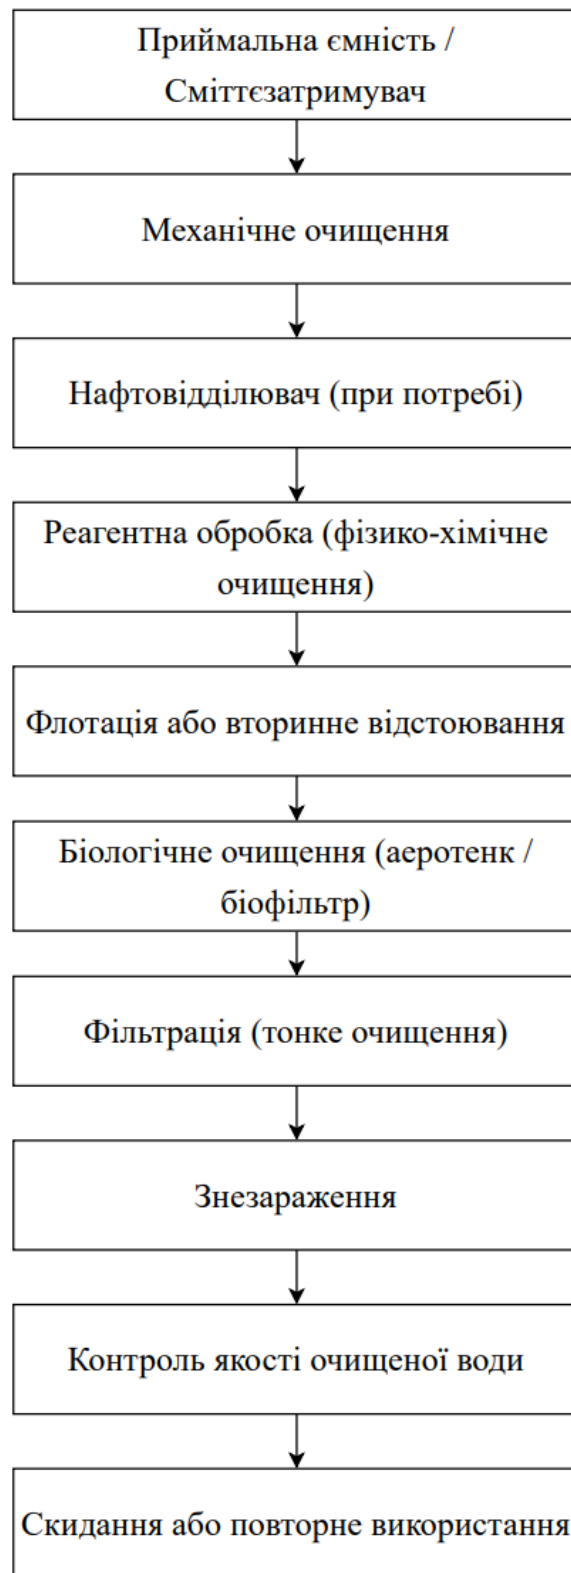 Приймальна ємність /
Сміттєзатримувач
Механічне очищення
Нафтовідділювач (при потребі)
Реагентна обробка (фізико-хімічне
очищення)
Флотація або вторинне відстоювання
Біологічне очищення (аеротенк /
біофільтр)
Фільтрація (тонке очищення)
Знезараження
Контроль якості очищеної води
Скидання або повторне використання